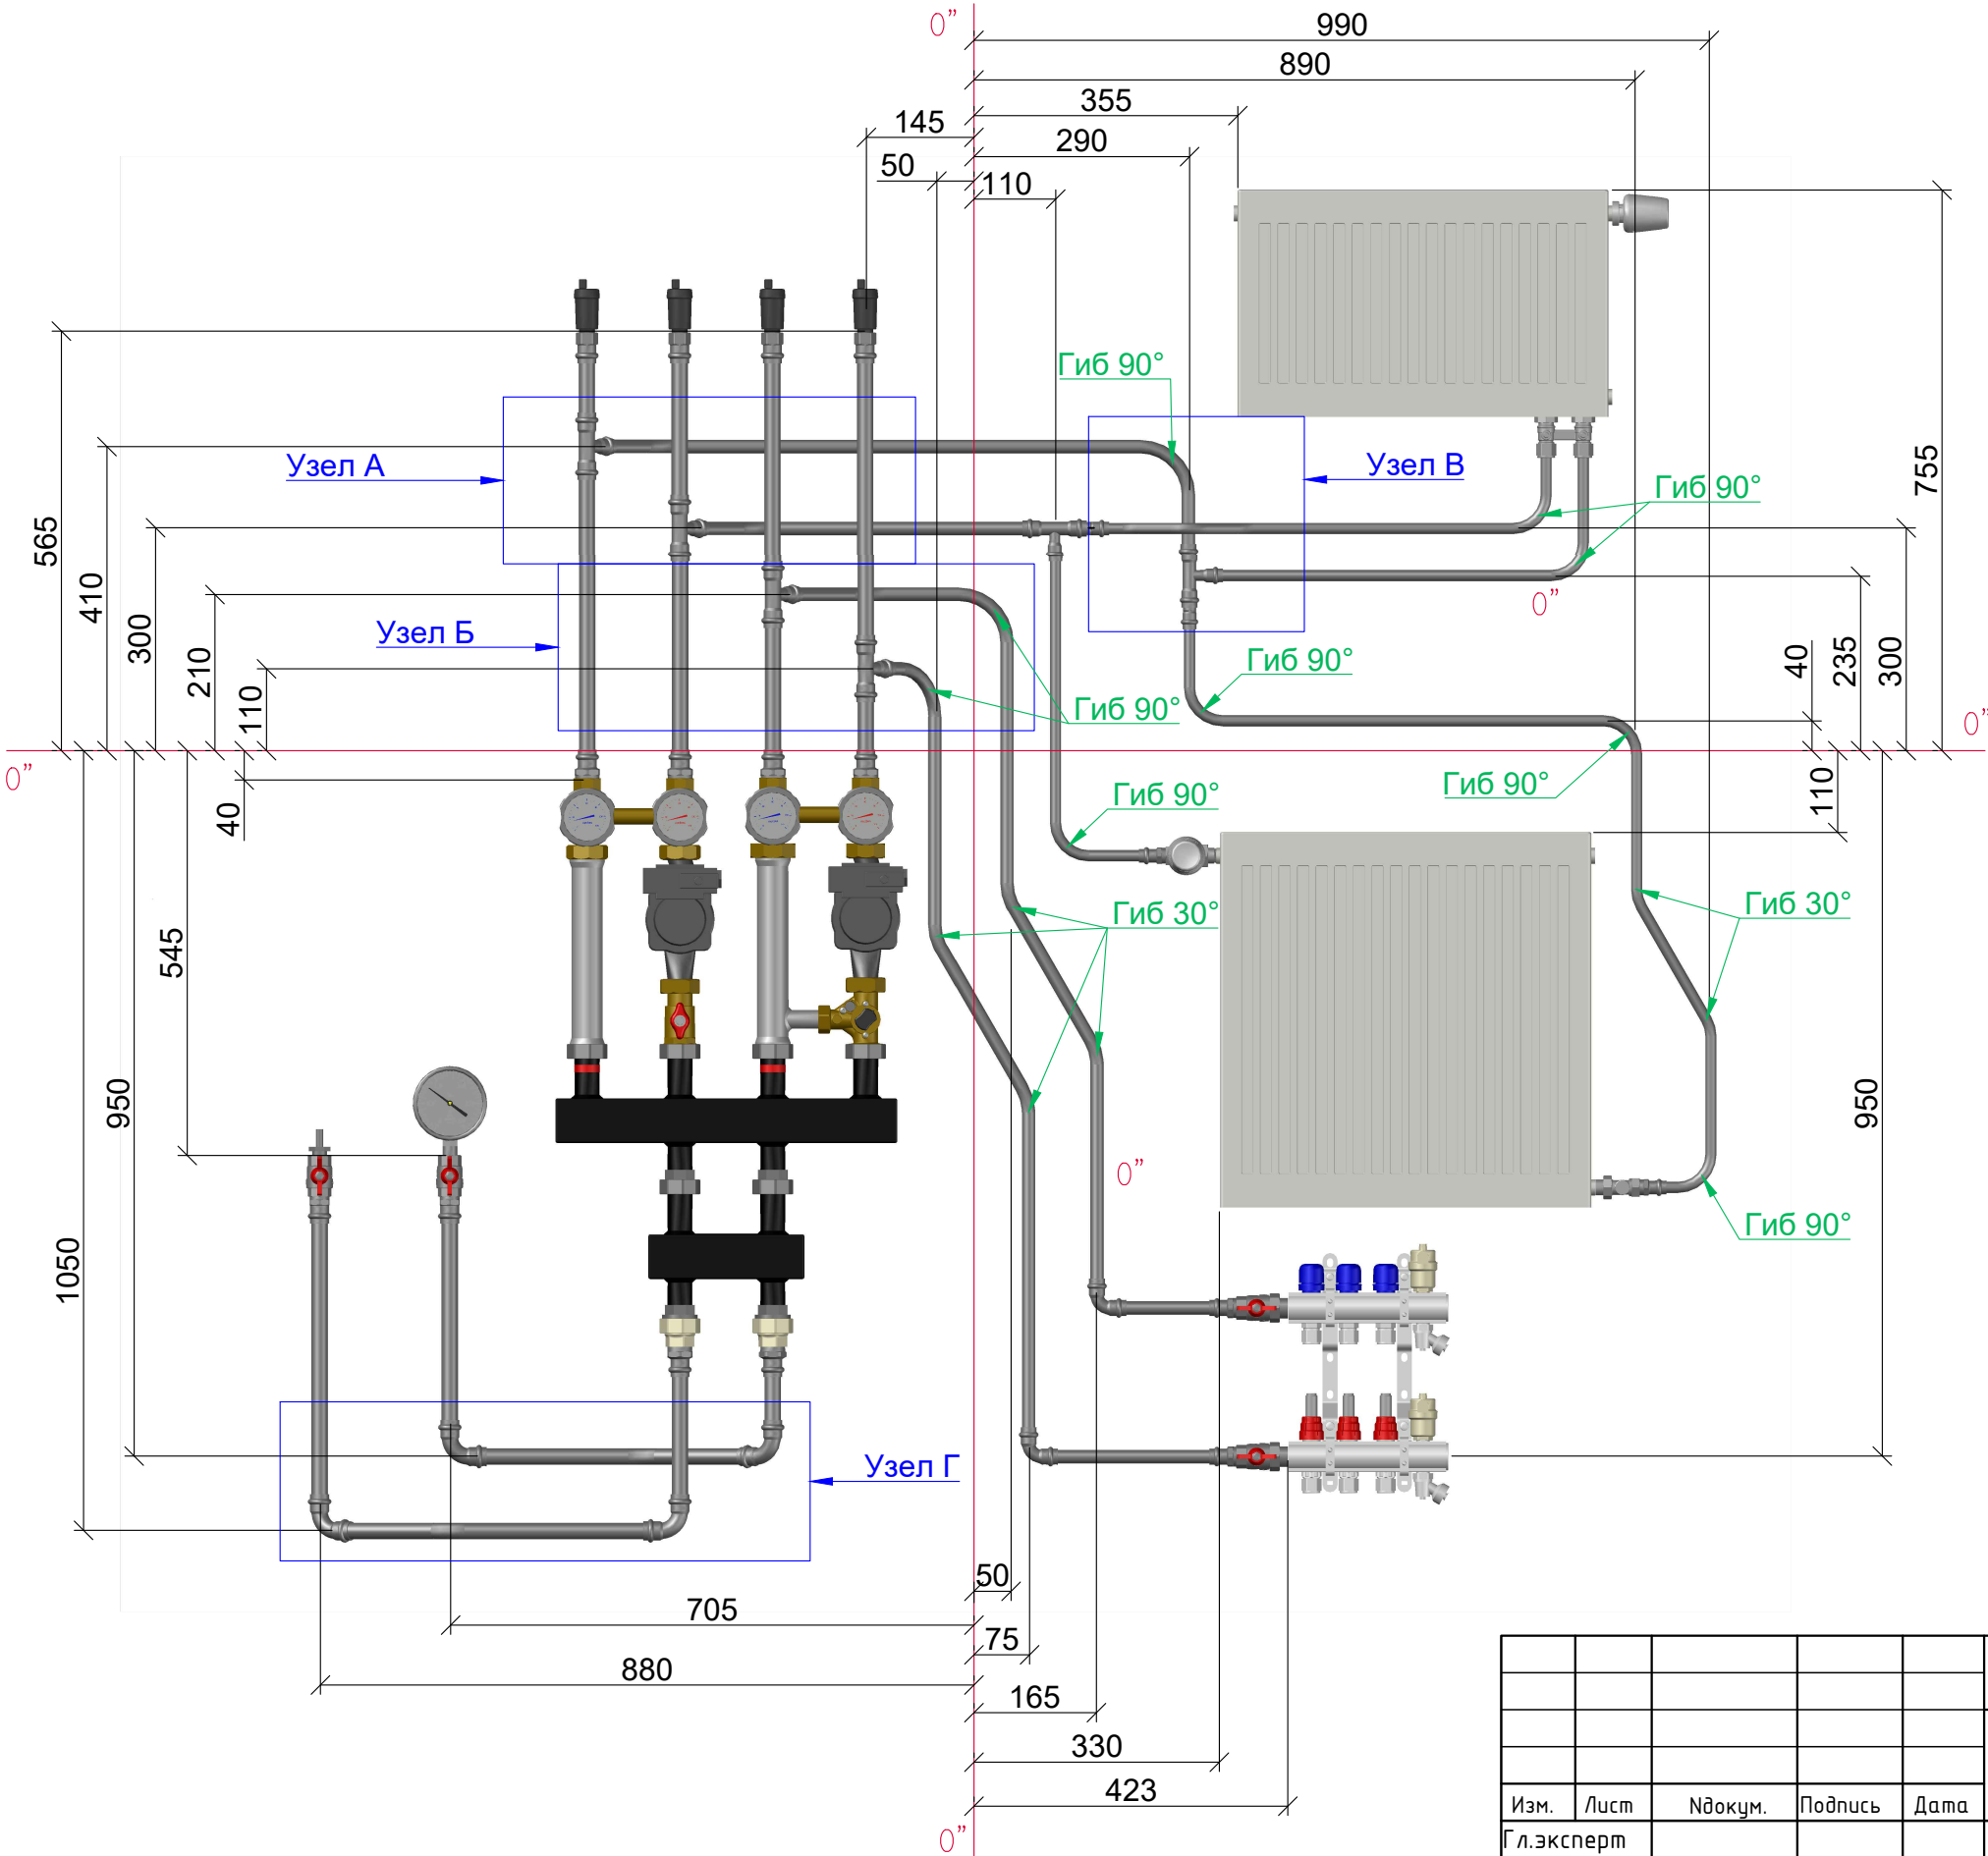 0”
990
890
355
145
290
50
110
Гиб 90°
Узел А
Узел В
Гиб 90°
755
565
410
300
210
110
Узел Б
0”
Гиб 90°
Гиб 90°
40
235
300
0”
0”
40
Гиб 90°
Гиб 90°
110
545
Гиб 30°
Гиб 30°
950
950
0”
1050
Гиб 90°
Узел Г
50
705
75
880
165
330
423
0”
Изм. Лист Nдокум. Подпись Дата
Гл.эксперт